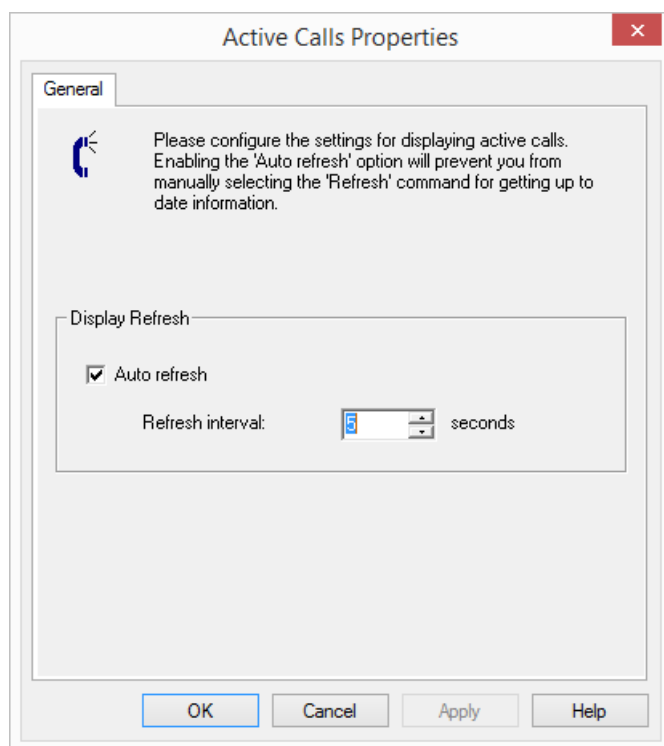 Active Calls Properties
General
Please configure the settings for displaying active calls.
Enabling the 'Auto refresh' option will prevent you from
manually selecting the 'Refresh' command for getting up to
date information.
Display Refresh
Auto refresh
Refresh interval: 5 seconds
OK Cancel Apply Help